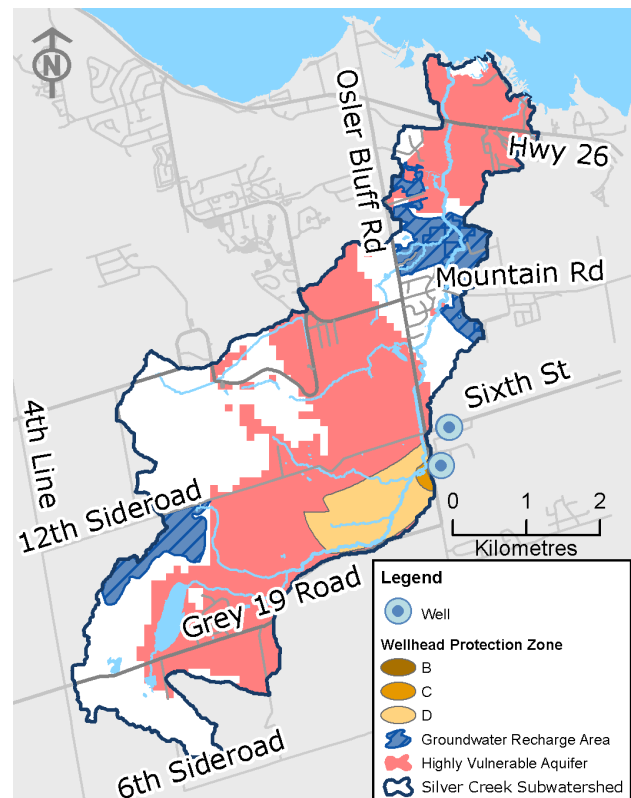 N
Osler Bluff Rd
Hwy 26
Mountain Rd
Sixth St
4th Line
12th Sideroad
0 1 2
Kilometres
Grey 19 Road
6th Sideroad
Legend
Well
Wellhead Protection Zone
B
C
D
Groundwater Recharge Area
Highly Vulnerable Aquifer
Silver Creek Subwatershed